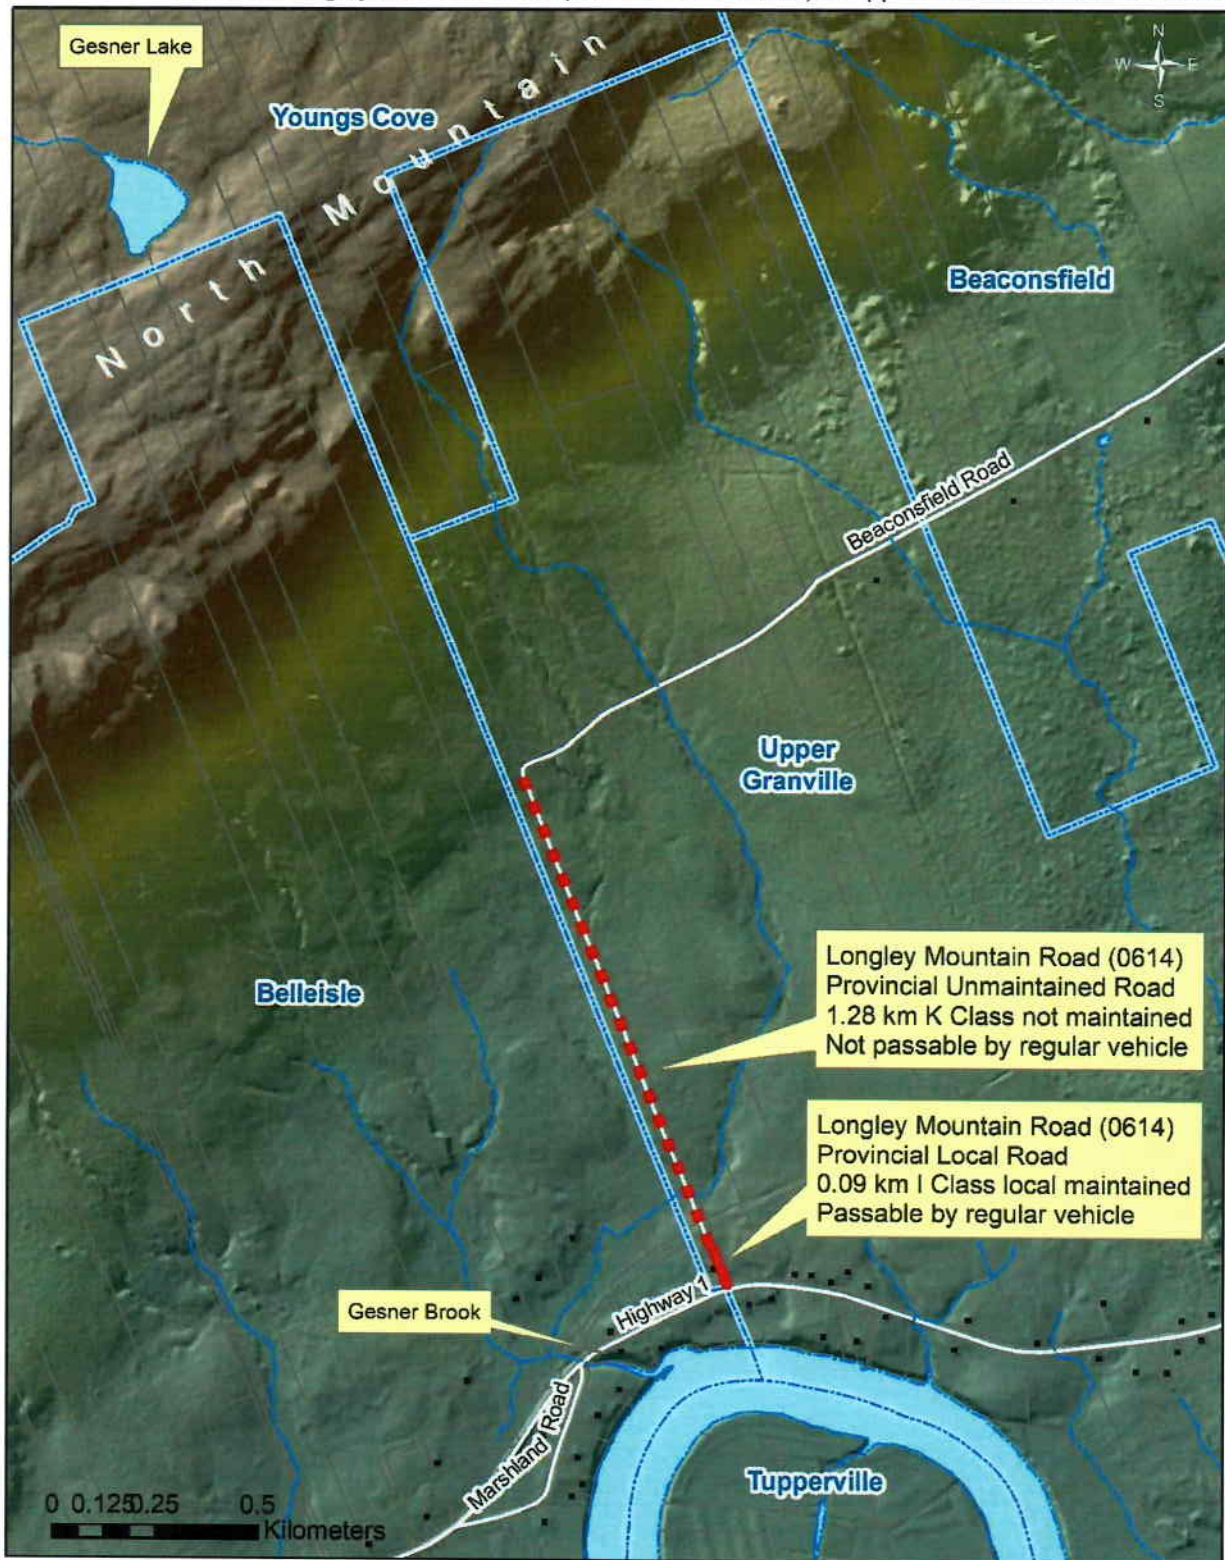 Gesner Lake
Youngs Cove
North Mountain
N
W
E
S
Beaconsfield
Beaconsfield Road
Upper
Granville
Belleisle
Longley Mountain Road (0614)
Provincial Unmaintained Road
1.28 km K Class not maintained
Not passable by regular vehicle
Longley Mountain Road (0614)
Provincial Local Road
0.09 km I Class local maintained
Passable by regular vehicle
Highway 1
Gesner Brook
Marshland Road
Tupperville
0 0.125 0.25 0.5
Kilometers